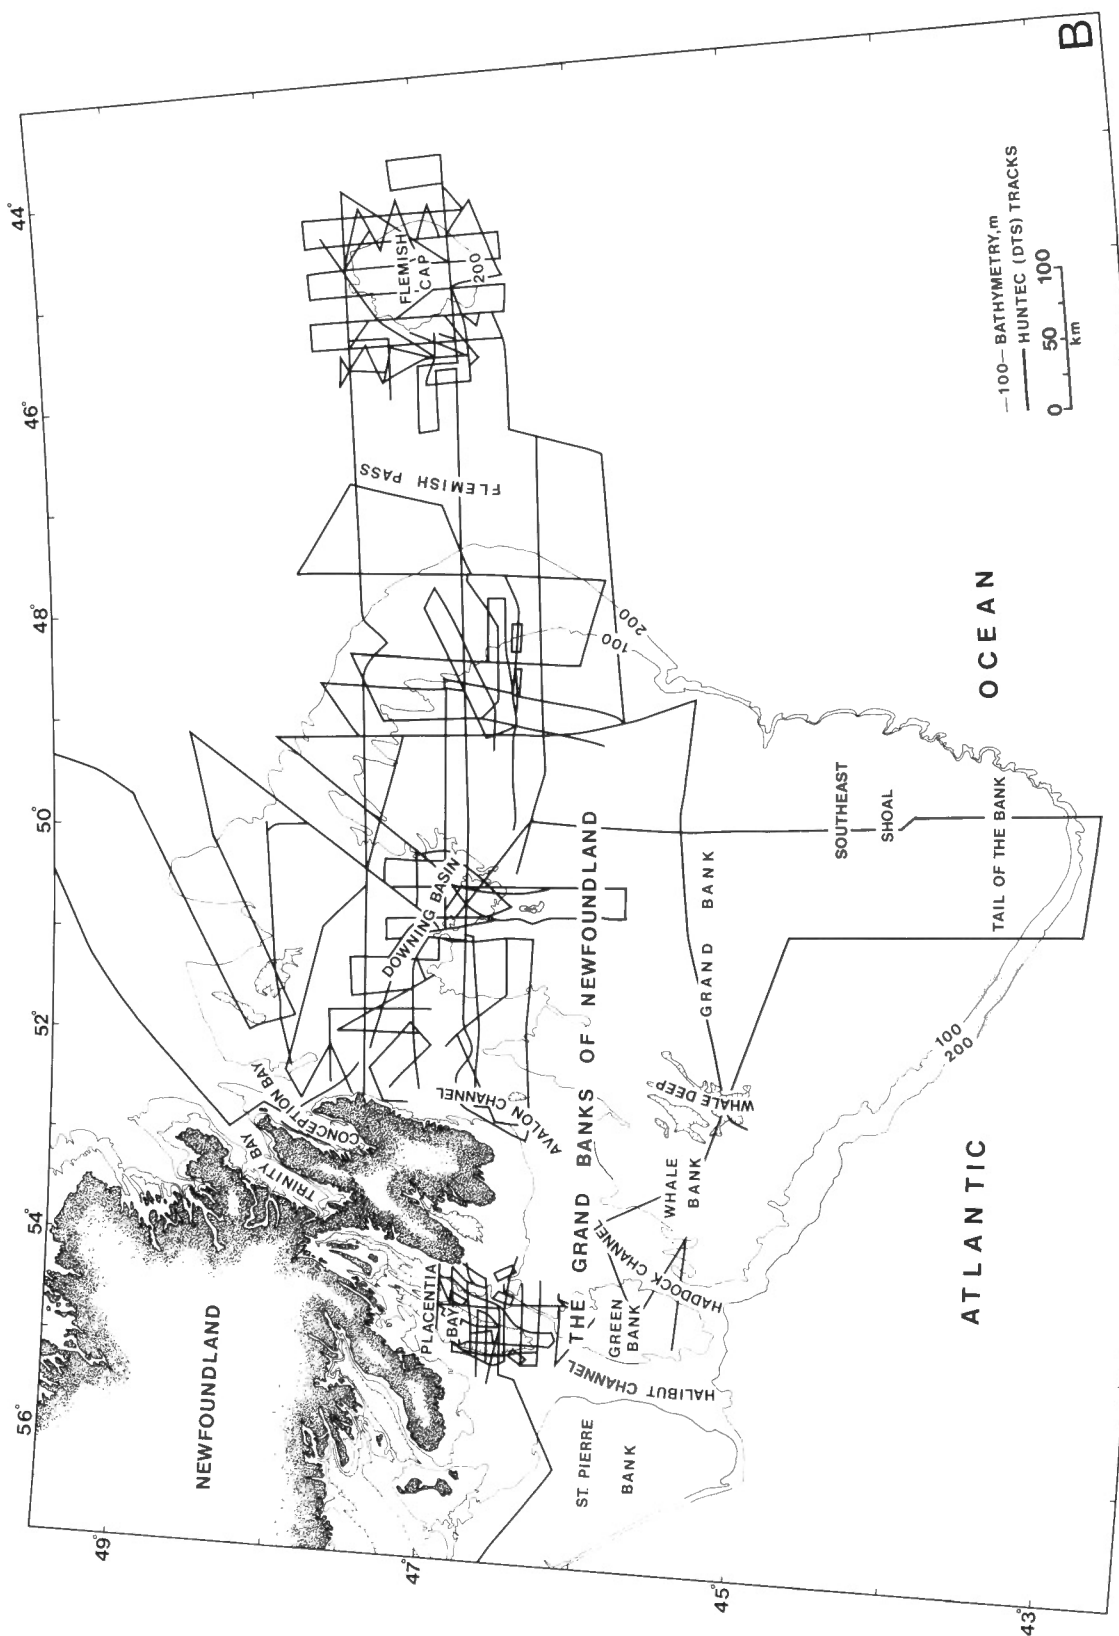 B
44°
46°
48°
50°
52°
54°
56°
49°
47°
45°
43°
FLEMISH
CAP
200
FLEMISH PASS
—100— BATHYMETRY,m
HUNTEC (DTS) TRACKS
0 50 100
km
100
200
OCEAN
ATLANTIC
NEWFOUNDLAND
TRINITY BAY
CONCEPTION BAY
PLACENTIA
BAY
AVALON CHANNEL
DOWNING BASIN
THE GRAND BANKS OF NEWFOUNDLAND
GRAND BANK
SOUTHEAST
SHOAL
TAIL OF THE BANK
100
200
WHALE DEEP
WHALE
BANK
HADDOCK CHANNEL
GREEN
BANK
HALIBUT CHANNEL
ST. PIERRE
BANK